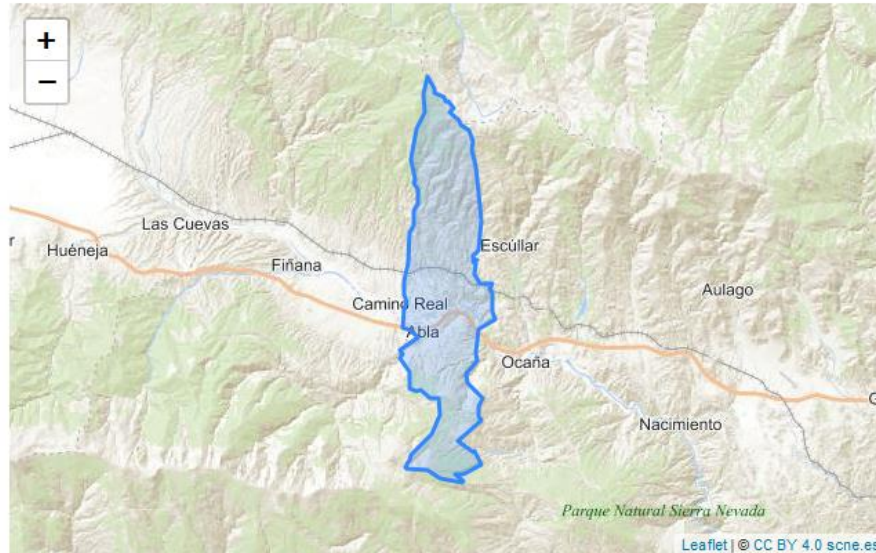 +
−
Las Cuevas
Escúllar
Huéneja
Fiñana
Aulago
Camino Real
Abla
Ocaña
Nacimiento
Parque Natural Sierra Nevada
Leaflet | © CC BY 4.0 scne.es